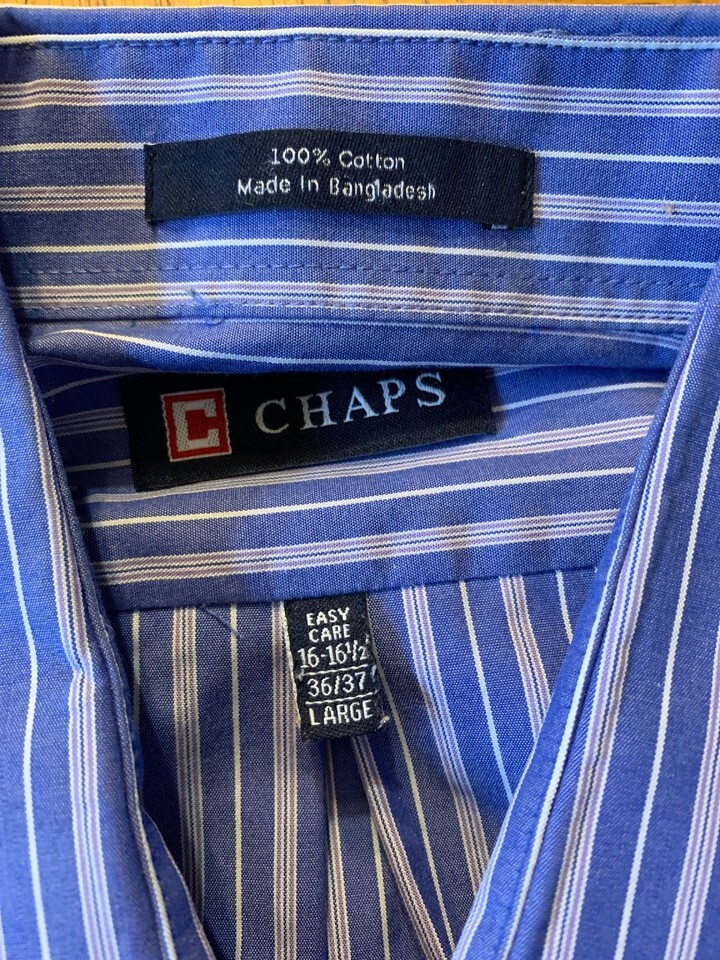 100% Cotton
Made In Bangladesh
C CHAPS
EASY
CARE
16-16½
36/37
LARGE